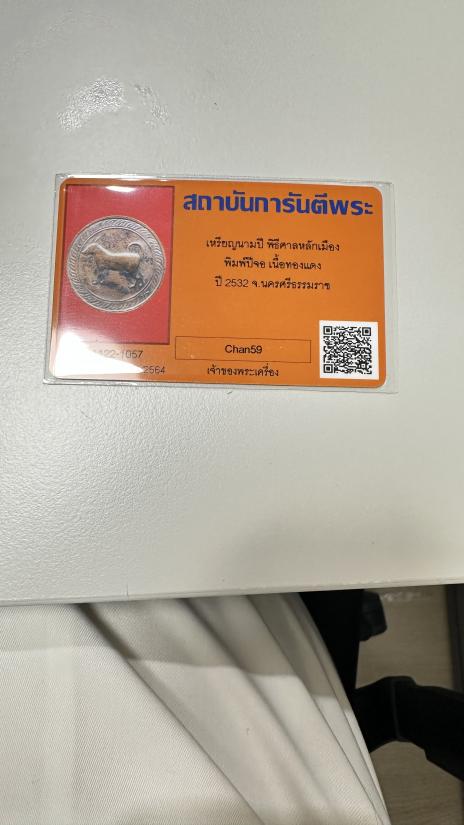 สถาบันการันตีพระ
เหรียญนามปี พิธีศาลหลักเมือง
พิมพ์ปีจอ เนื้อทองแดง
ปี 2532 จ.นครศรีธรรมราช
Chan59
122-1057
เจ้าของพระเครื่อง
2564